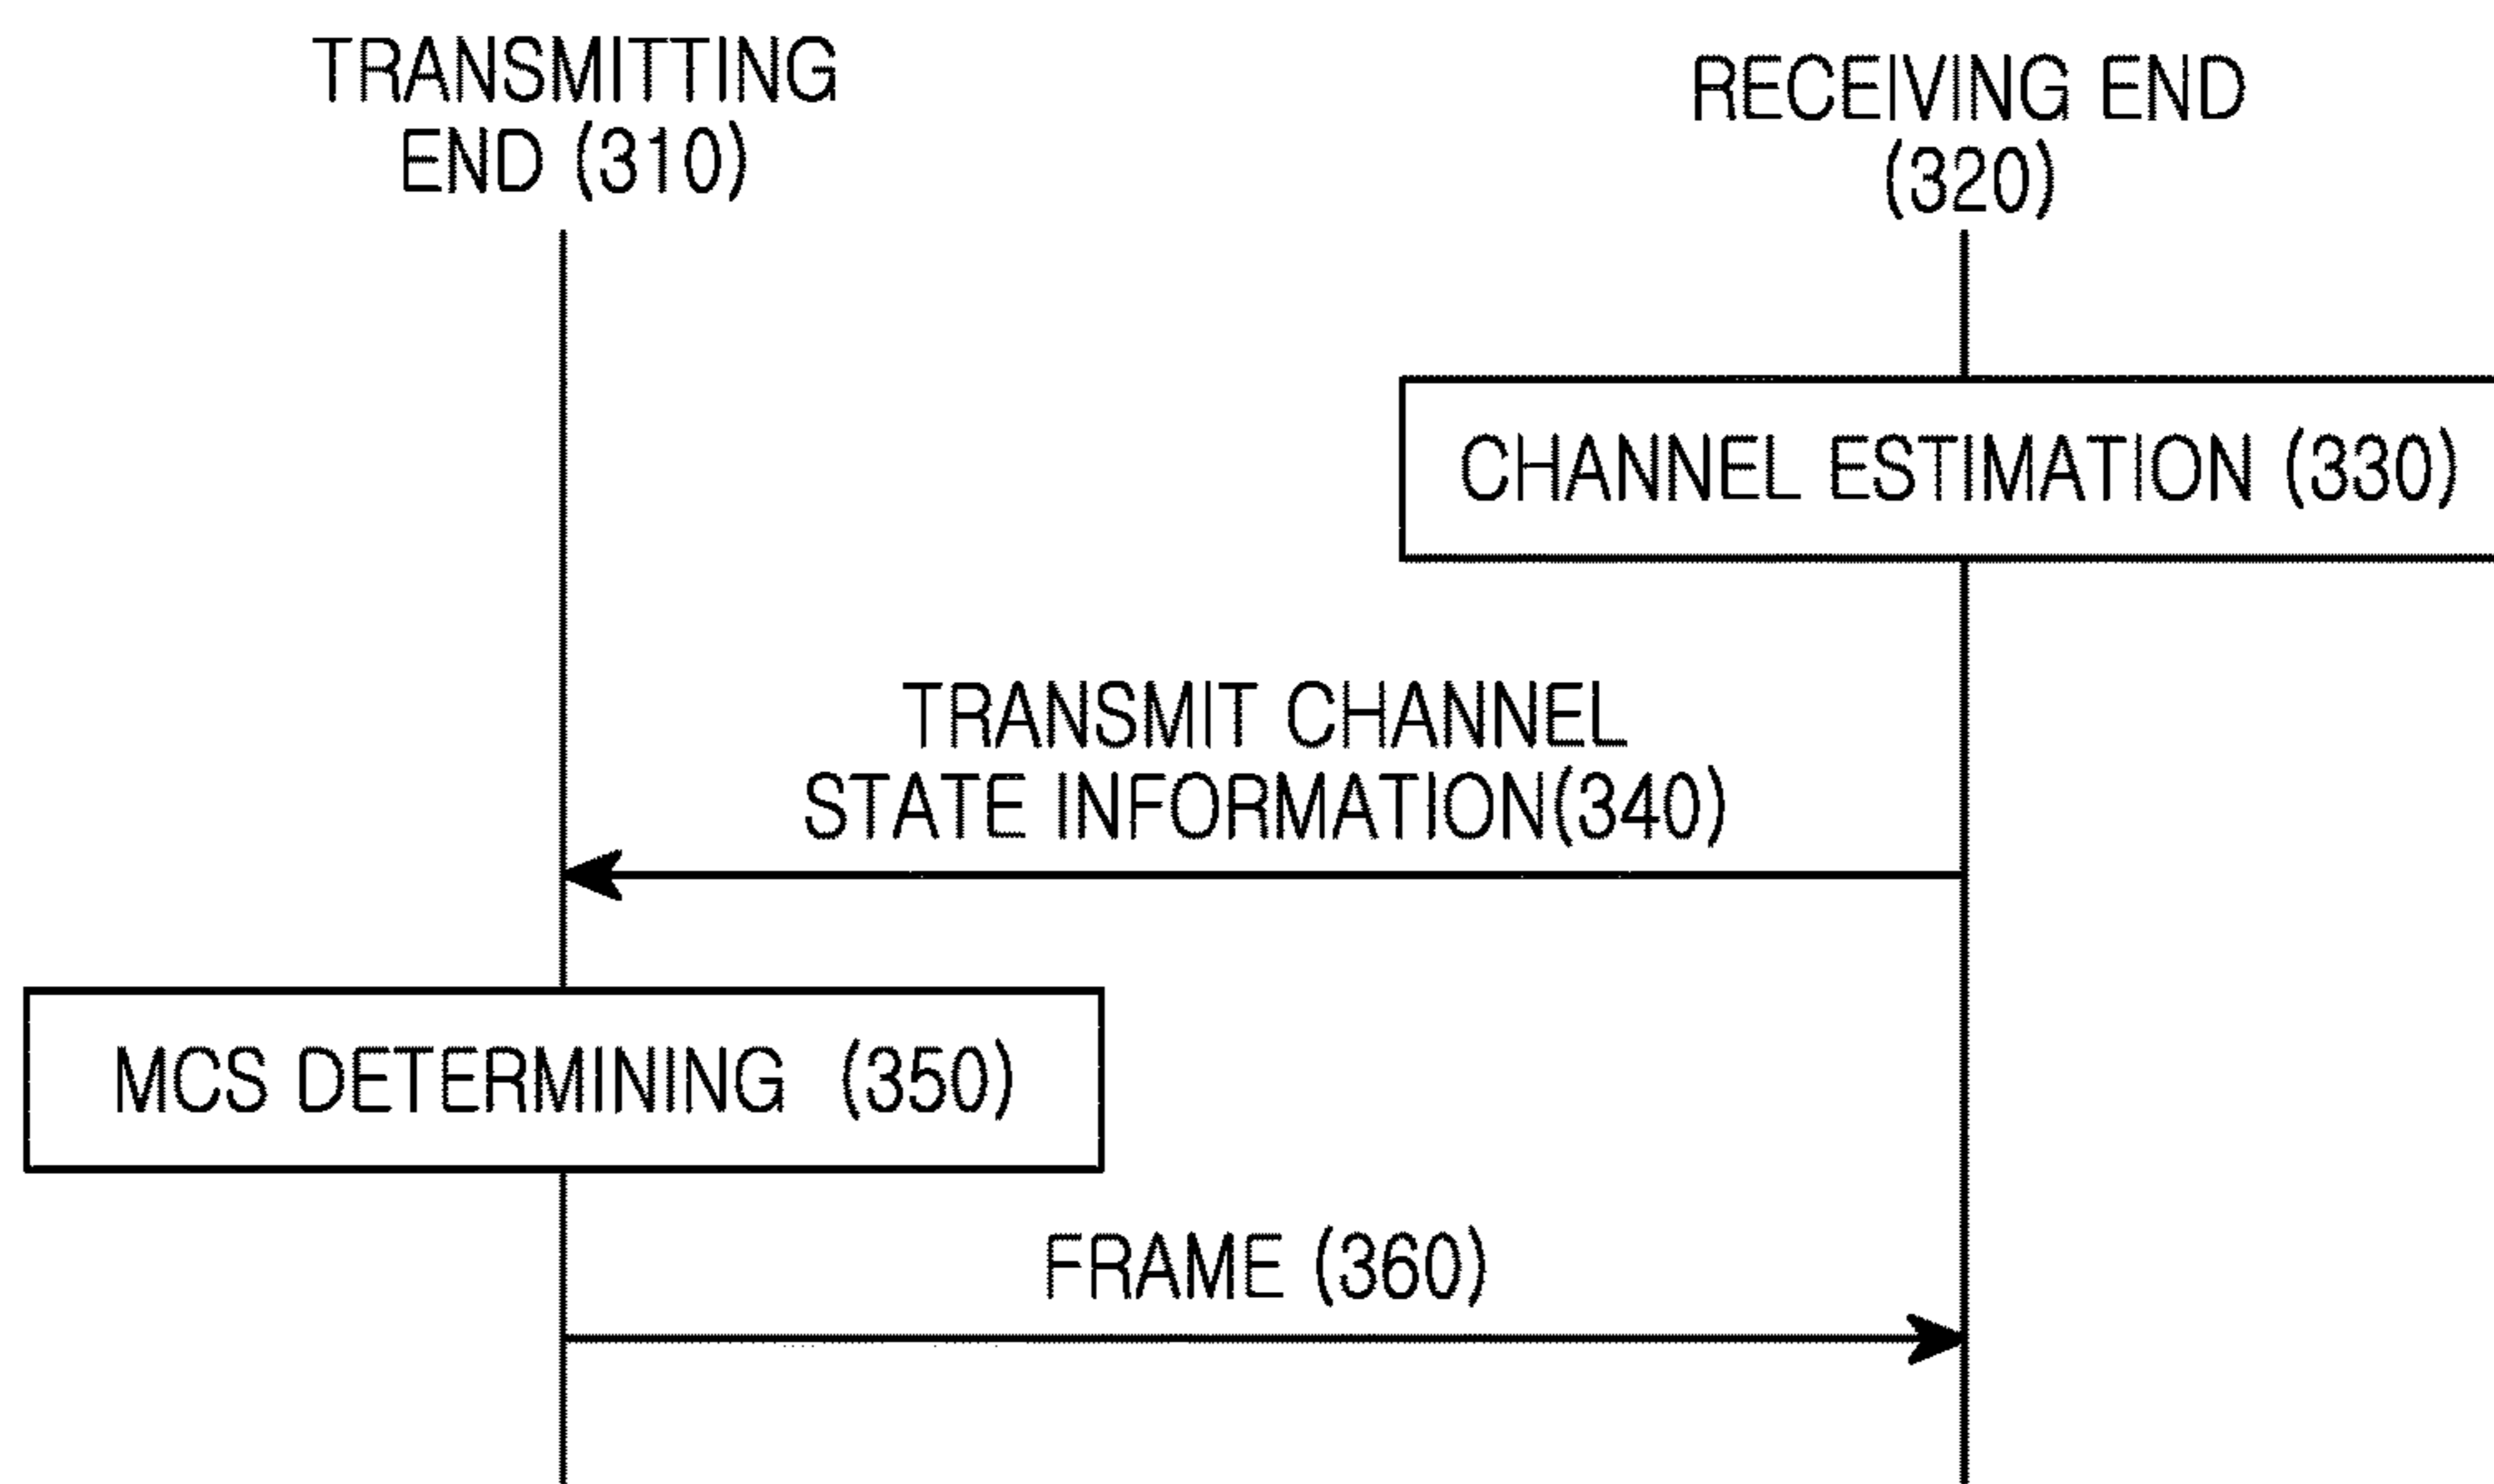 TRANSMITTING
END (310)
RECEIVING END
(320)
CHANNEL ESTIMATION (330)
TRANSMIT CHANNEL
STATE INFORMATION(340)
MCS DETERMINING (350)
FRAME (360)